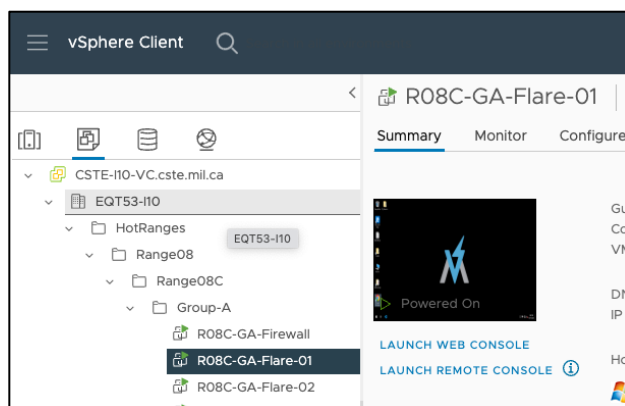 vSphere Client
R08C-GA-Flare-01
Summary Monitor Configure
CSTE-I10-VC.cste.mil.ca
EQT53-I10
HotRanges
EQT53-I10
Range08
Range08C
Group-A
R08C-GA-Firewall
R08C-GA-Flare-01
R08C-GA-Flare-02
Powered On
LAUNCH WEB CONSOLE
LAUNCH REMOTE CONSOLE
IP